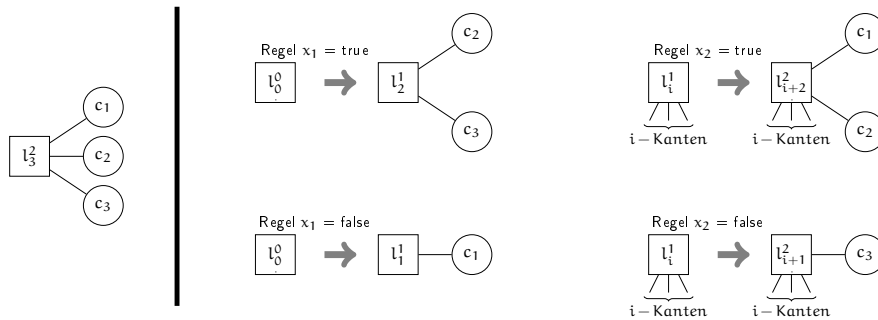 l_3^2
c_1
c_2
c_3
Regel x_1 = true
l_0^0
l_2^1
c_2
c_3
Regel x_2 = true
l_i^1
i−Kanten
l_{i+2}^2
i−Kanten
c_1
c_2
Regel x_1 = false
l_0^0
l_1^1
c_1
Regel x_2 = false
l_i^1
i−Kanten
l_{i+1}^2
i−Kanten
c_3